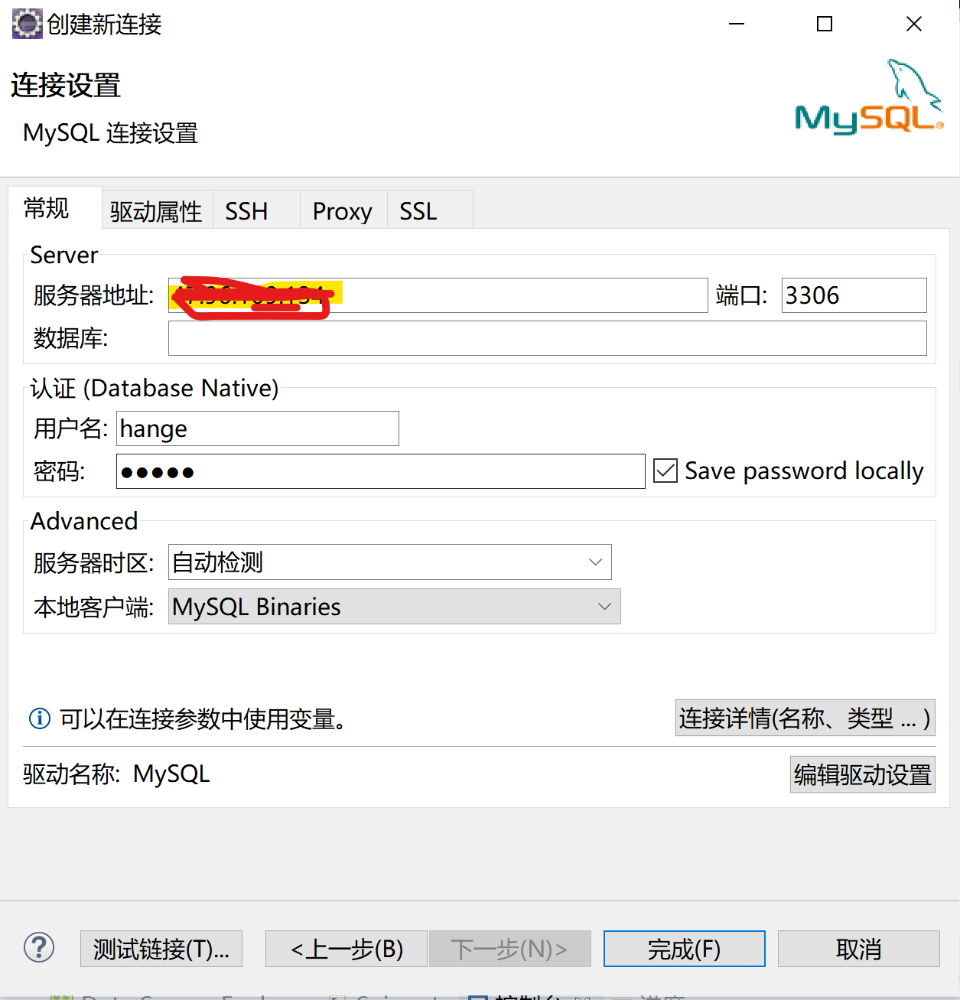 创建新连接
连接设置
MySQL 连接设置
MySQL
常规 驱动属性 SSH Proxy SSL
Server
服务器地址: 端口: 3306
数据库:
认证 (Database Native)
用户名: hange
密码: ●●●●● Save password locally
Advanced
服务器时区: 自动检测
本地客户端: MySQL Binaries
可以在连接参数中使用变量。 连接详情(名称、类型 ... )
驱动名称: MySQL 编辑驱动设置
测试链接(T)... <上一步(B) 下一步(N)> 完成(F) 取消